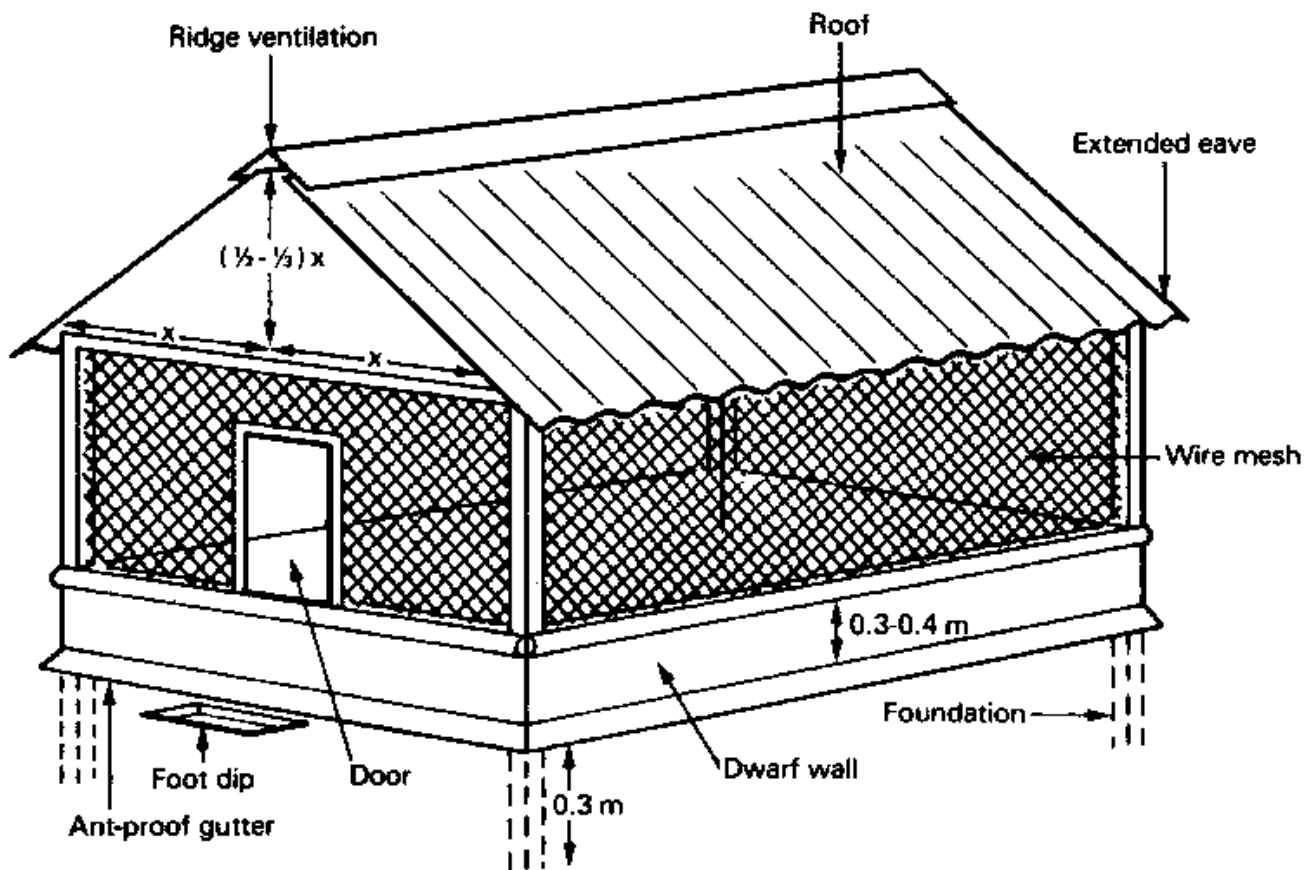 Ridge ventilation
Roof
Extended eave
(½-⅓)x
x
x
Wire mesh
0.3-0.4 m
Foundation
Dwarf wall
Door
Foot dip
0.3 m
Ant-proof gutter